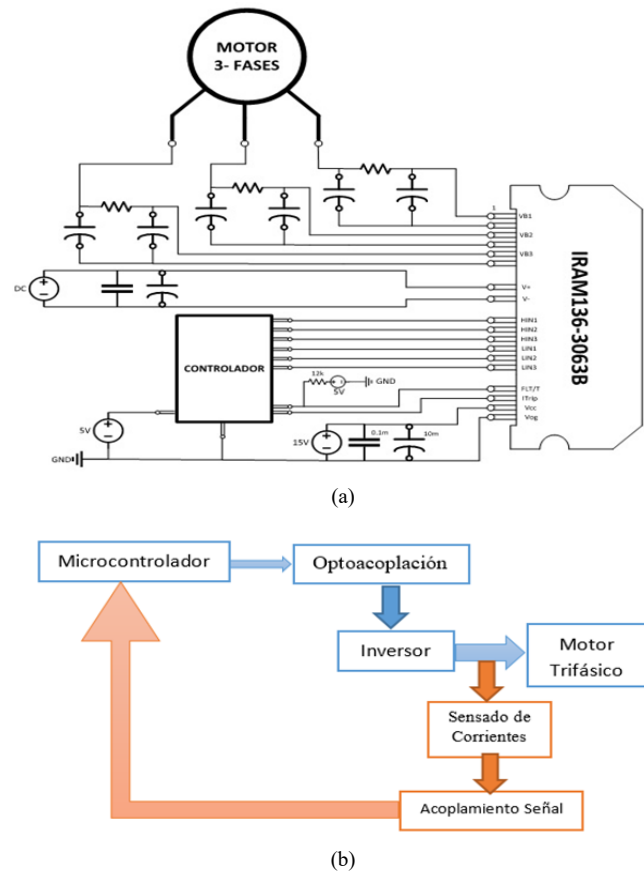 MOTOR
3- FASES
1
VB1
VB2
VB3
DC
V+
V-
IRAM136-3063B
HIN1
HIN2
HIN3
LIN1
LIN2
LIN3
CONTROLADOR
12k
5V
GND
FLT/T
ITrip
Vcc
Vog
5V
15V
0.1m
10m
GND
(a)
Microcontrolador
Optoacoplación
Inversor
Motor
Trifásico
Sensado de
Corrientes
Acoplamiento Señal
(b)